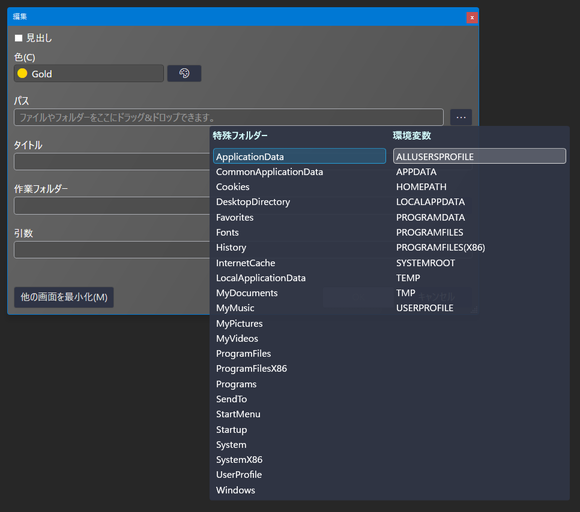 編集
x
見出し
色(C)
Gold
パス
ファイルやフォルダーをここにドラッグ&ドロップできます。
...
タイトル
作業フォルダー
引数
他の画面を最小化(M)
特殊フォルダー
ApplicationData
CommonApplicationData
Cookies
DesktopDirectory
Favorites
Fonts
History
InternetCache
LocalApplicationData
MyDocuments
MyMusic
MyPictures
MyVideos
ProgramFiles
ProgramFilesX86
Programs
SendTo
StartMenu
Startup
System
SystemX86
UserProfile
Windows
環境変数
ALLUSERSPROFILE
APPDATA
HOMEPATH
LOCALAPPDATA
PROGRAMDATA
PROGRAMFILES
PROGRAMFILES(X86)
SYSTEMROOT
TEMP
TMP
USERPROFILE